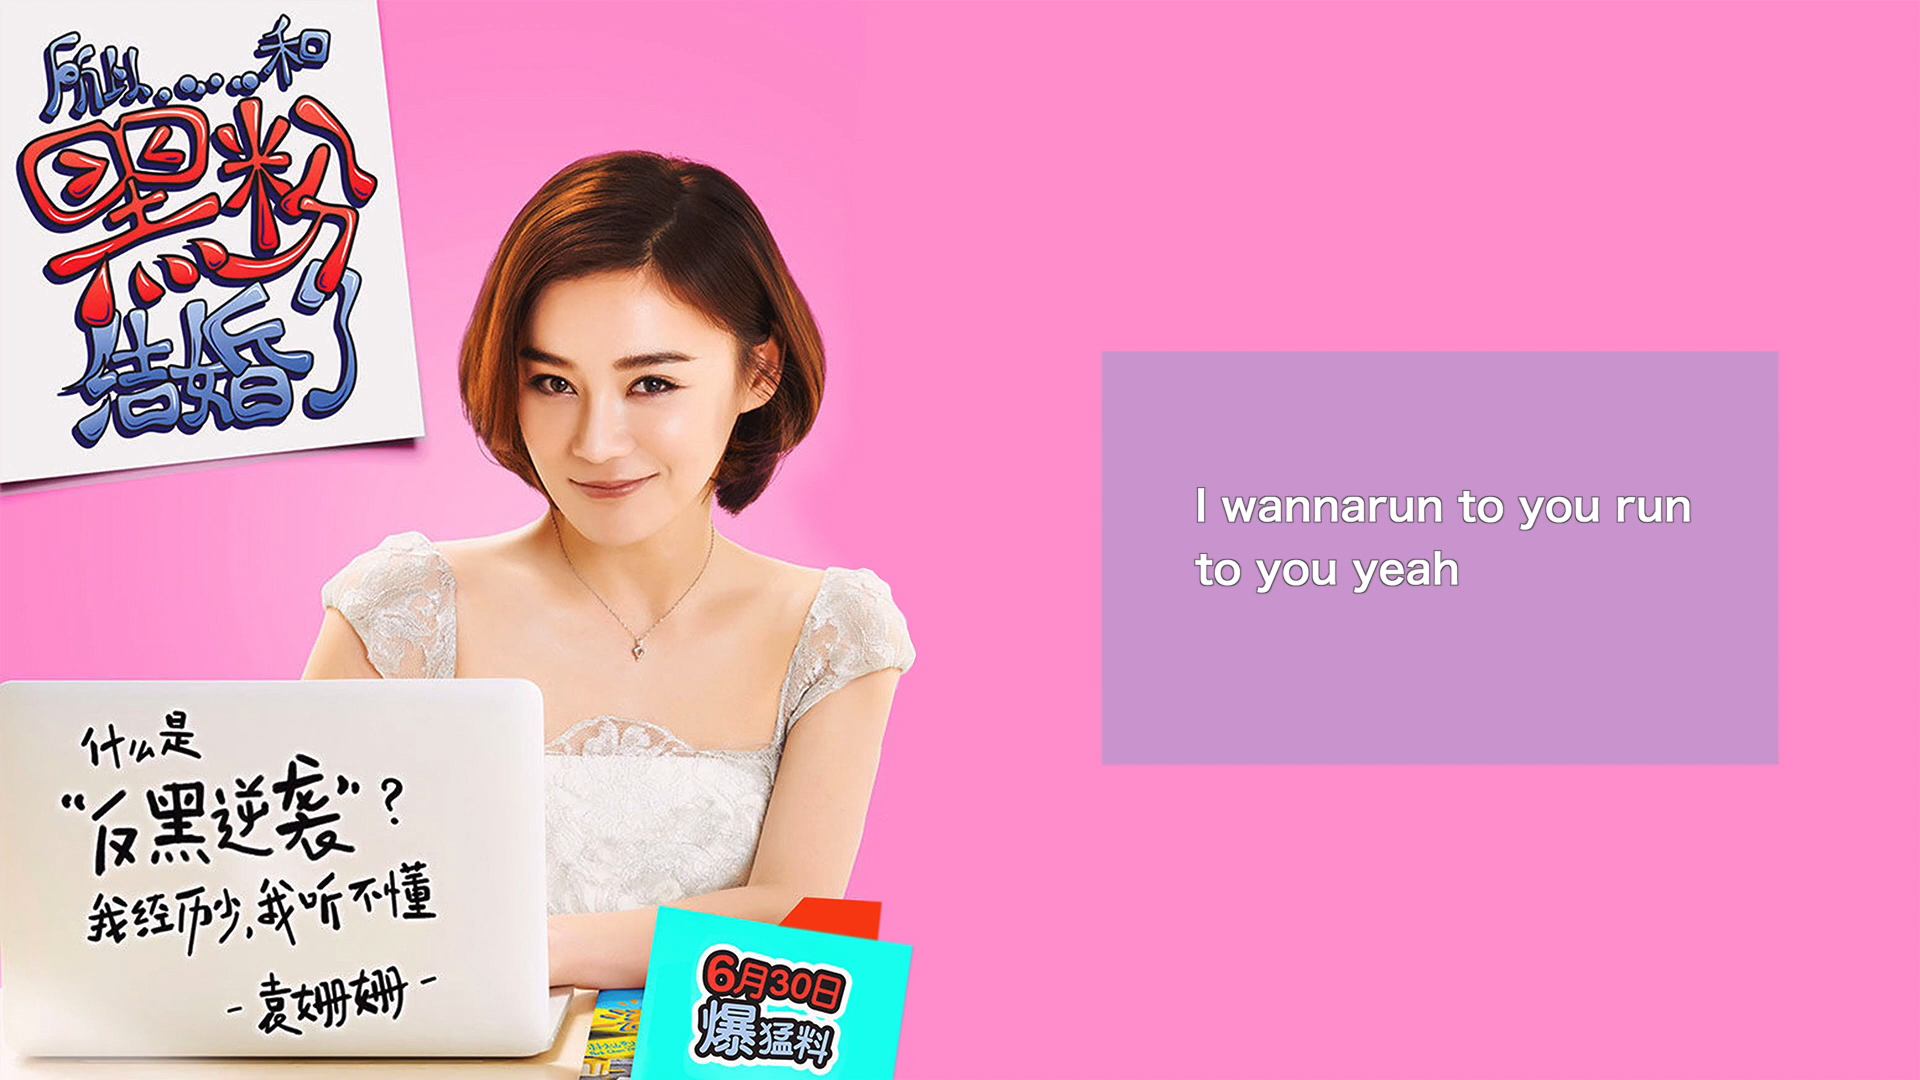 所以......和
黑粉
结婚了
什么是
“反黑逆袭”?
我经历少,我听不懂
-袁姗姗-
6月30日
爆猛料
I wannarun to you run
to you yeah